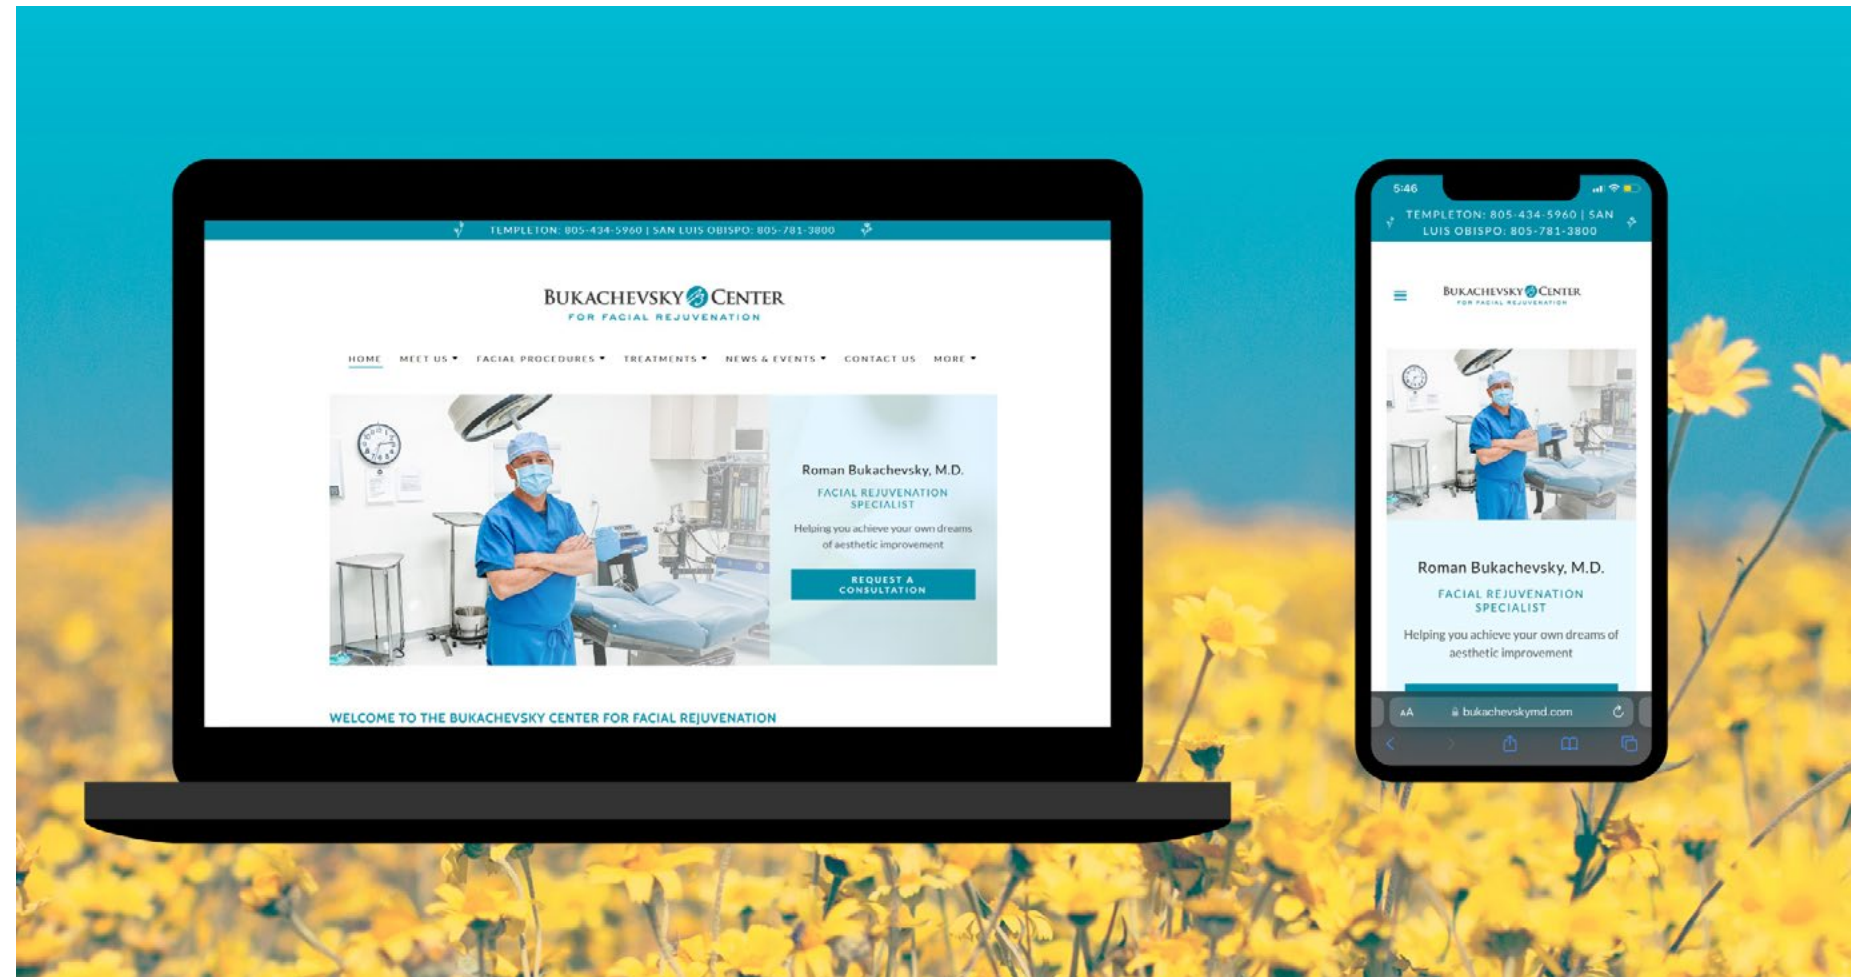 TEMPLETON: 805-434-5960 | SAN LUIS OBISPO: 805-781-3800
BUKACHEVSKY CENTER
FOR FACIAL REJUVENATION
HOME MEET US FACIAL PROCEDURES TREATMENTS NEWS & EVENTS CONTACT US MORE
Roman Bukachevsky, M.D.
FACIAL REJUVENATION
SPECIALIST
Helping you achieve your own dreams
of aesthetic improvement
REQUEST A
CONSULTATION
WELCOME TO THE BUKACHEVSKY CENTER FOR FACIAL REJUVENATION
5:46
TEMPLETON: 805-434-5960 | SAN
LUIS OBISPO: 805-781-3800
BUKACHEVSKY CENTER
FOR FACIAL REJUVENATION
Roman Bukachevsky, M.D.
FACIAL REJUVENATION
SPECIALIST
Helping you achieve your own dreams of
aesthetic improvement
AA bukachevskymd.com